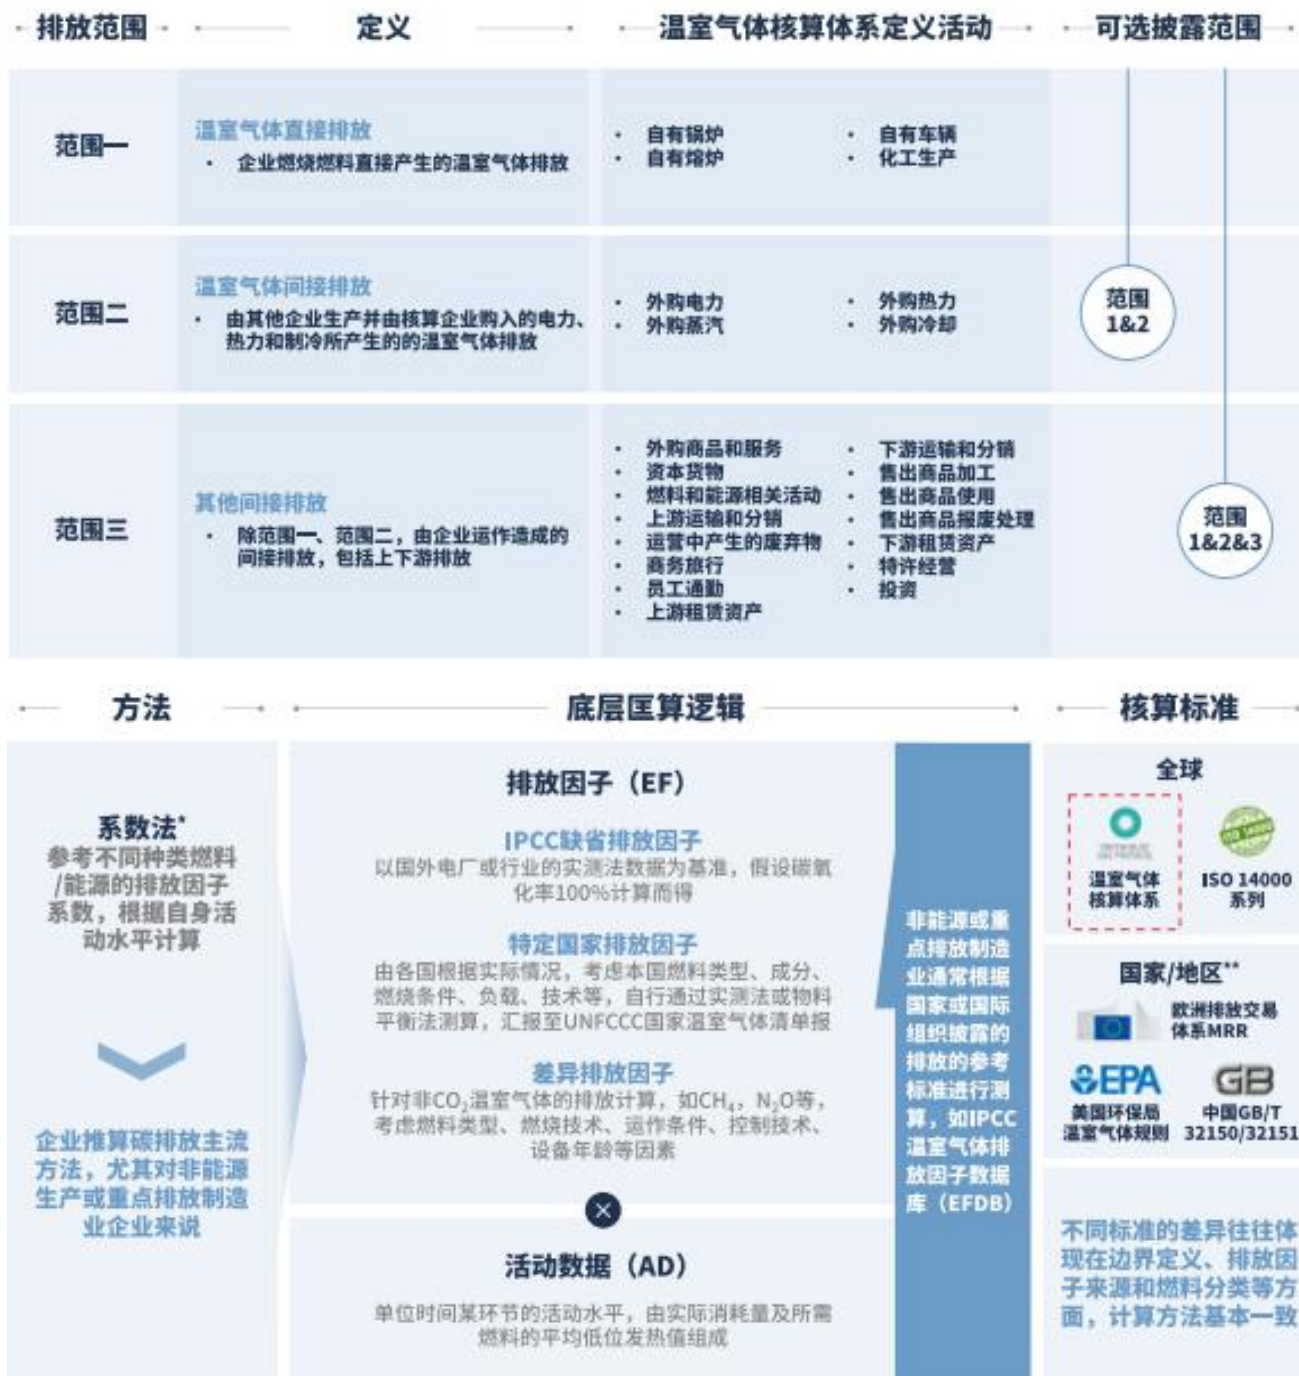 排放范围
定义
温室气体核算体系定义活动
可选披露范围
范围一
温室气体直接排放
• 企业燃烧燃料直接产生的温室气体排放
• 自有锅炉
• 自有熔炉
• 自有车辆
• 化工生产
范围二
温室气体间接排放
• 由其他企业生产并由核算企业购入的电力、
热力和制冷所产生的的温室气体排放
• 外购电力
• 外购蒸汽
• 外购热力
• 外购冷却
范围
1&2
范围三
其他间接排放
• 除范围一、范围二，由企业运作造成的
间接排放，包括上下游排放
• 外购商品和服务
• 资本货物
• 燃料和能源相关活动
• 上游运输和分销
• 运营中产生的废弃物
• 商务旅行
• 员工通勤
• 上游租赁资产
• 下游运输和分销
• 售出商品加工
• 售出商品使用
• 售出商品报废处理
• 下游租赁资产
• 特许经营
• 投资
范围
1&2&3
方法
底层匡算逻辑
核算标准
系数法*
参考不同种类燃料
/能源的排放因子
系数，根据自身活
动水平计算
企业推算碳排放主流
方法，尤其对非能源
生产或重点排放制造
业企业来说
排放因子（EF）
IPCC缺省排放因子
以国外电厂或行业的实测法数据为基准，假设碳氧
化率100%计算而得
特定国家排放因子
由各国根据实际情况，考虑本国燃料类型、成分、
燃烧条件、负载、技术等，自行通过实测法或物料
平衡法测算，汇报至UNFCCC国家温室气体清单报
差异排放因子
针对非CO₂温室气体的排放计算，如CH₄，N₂O等，
考虑燃料类型、燃烧技术、运作条件、控制技术、
设备年龄等因素
活动数据（AD）
单位时间某环节的活动水平，由实际消耗量及所需
燃料的平均低位发热值组成
非能源或重
点排放制造
业通常根据
国家或国际
组织披露的
排放的参考
标准进行测
算，如IPCC
温室气体排
放因子数据
库（EFDB）
全球
温室气体
核算体系
ISO 14000
ISO 14000
系列
国家/地区**
欧洲排放交易
体系MRR
EPA
美国环保局
温室气体规则
GB
中国GB/T
32150/32151
不同标准的差异往往体
现在边界定义、排放因
子来源和燃料分类等方
面，计算方法基本一致